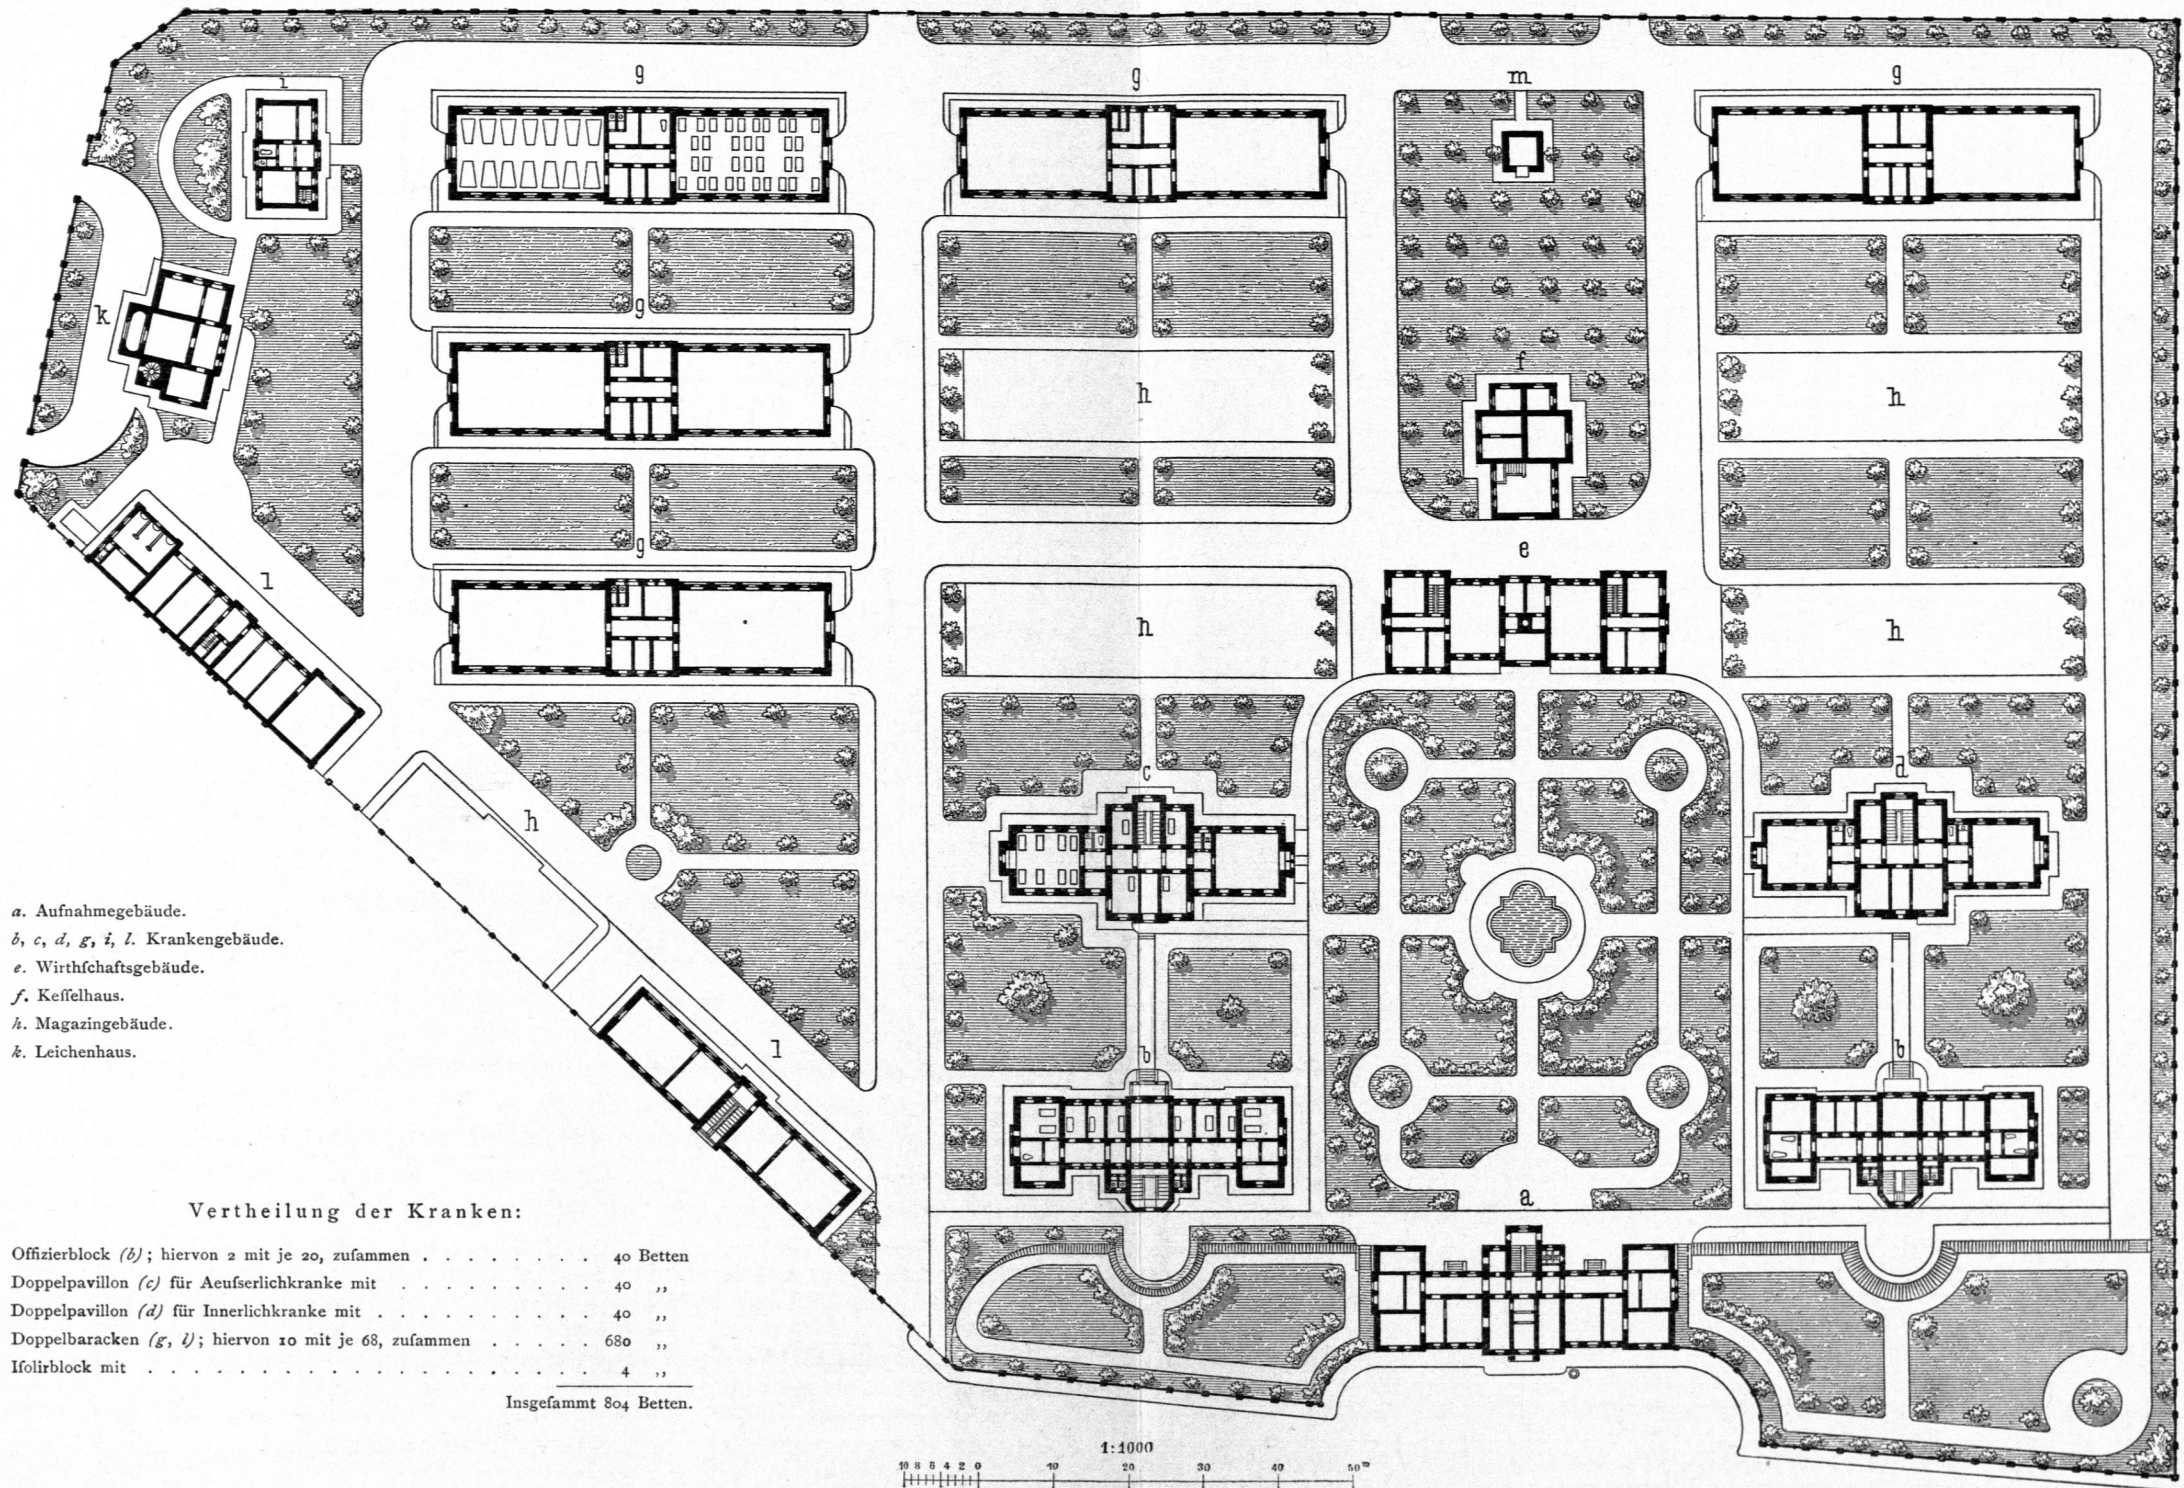 g g m g
i
k
g
f
h h
g
e
l
h h
c d
h
a. Aufnahmegebäude.
b, c, d, g, i, l. Krankengebäude.
e. Wirthſchaftsgebäude.
f. Keſſelhaus.
h. Magazingebäude.
k. Leichenhaus.
l
b b
a
Vertheilung der Kranken:
Offizierblock (b); hiervon 2 mit je 20, zuſammen . . . . . . . 40 Betten
Doppelpavillon (c) für Aeuſserlichkranke mit . . . . . . . . 40 ,,
Doppelpavillon (d) für Innerlichkranke mit . . . . . . . . . 40 ,,
Doppelbaracken (g, l); hiervon 10 mit je 68, zuſammen . . . . . 680 ,,
Iſolirblock mit . . . . . . . . . . . . . . . . . . . 4 ,,
Insgeſammt 804 Betten.
1:1000
10 8 6 4 2 0 10 20 30 40 50 m